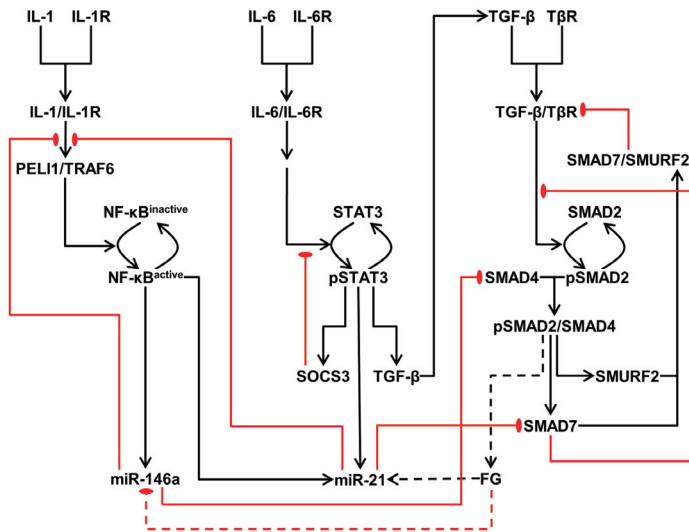 IL-1 IL-1R IL-6 IL-6R TGF-β TβR
IL-1/IL-1R IL-6/IL-6R TGF-β/TβR
PELI1/TRAF6 SMAD7/SMURF2
NF-κBinactive STAT3 SMAD2
NF-κBactive pSTAT3 SMAD4 pSMAD2
pSMAD2/SMAD4
SOCS3 TGF-β SMURF2
SMAD7
miR-146a miR-21 FG